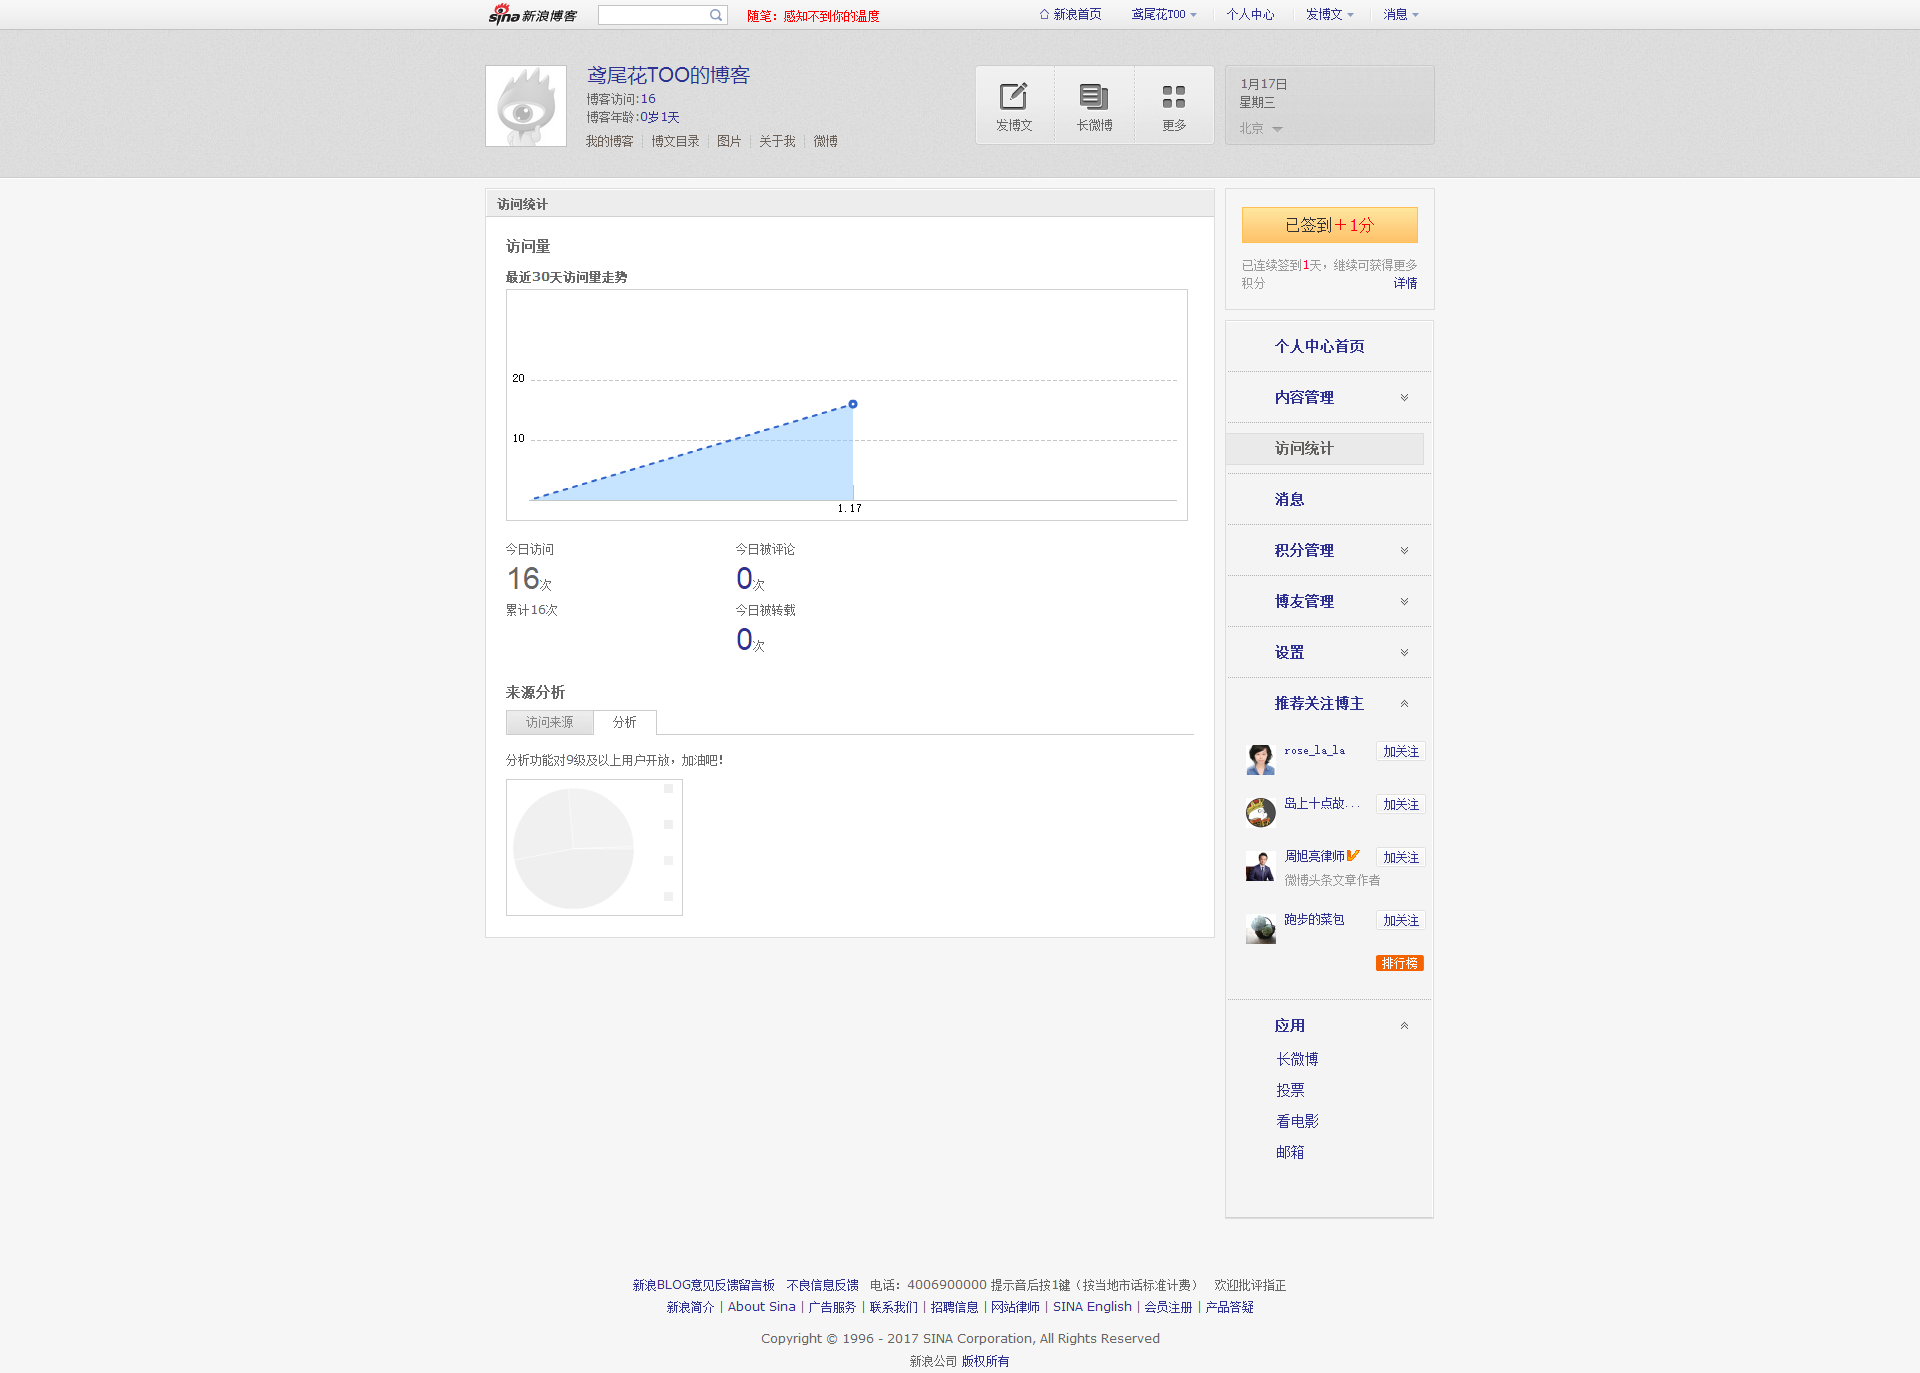 sina新浪博客
随笔：感知不到你的温度
新浪首页
鸢尾花TOO
个人中心
发博文
消息
鸢尾花TOO的博客
博客访问:16
博客年龄:0岁1天
我的博客 博文目录 图片 关于我 微博
发博文
长微博
更多
1月17日
星期三
北京
访问统计
访问量
最近30天访问量走势
20
10
1.17
今日访问
16次
累计16次
今日被评论
0次
今日被转载
0次
来源分析
访问来源
分析
分析功能对9级及以上用户开放，加油吧！
已签到+1分
已连续签到1天，继续可获得更多
积分
详情
个人中心首页
内容管理
访问统计
消息
积分管理
博友管理
设置
推荐关注博主
rose_la_la
加关注
岛上十点故...
加关注
周旭亮律师
加关注
微博头条文章作者
跑步的菜包
加关注
排行榜
应用
长微博
投票
看电影
邮箱
新浪BLOG意见反馈留言板 不良信息反馈 电话：4006900000 提示音后按1键（按当地市话标准计费） 欢迎批评指正
新浪简介 | About Sina | 广告服务 | 联系我们 | 招聘信息 | 网站律师 | SINA English | 会员注册 | 产品答疑
Copyright © 1996 - 2017 SINA Corporation, All Rights Reserved
新浪公司 版权所有